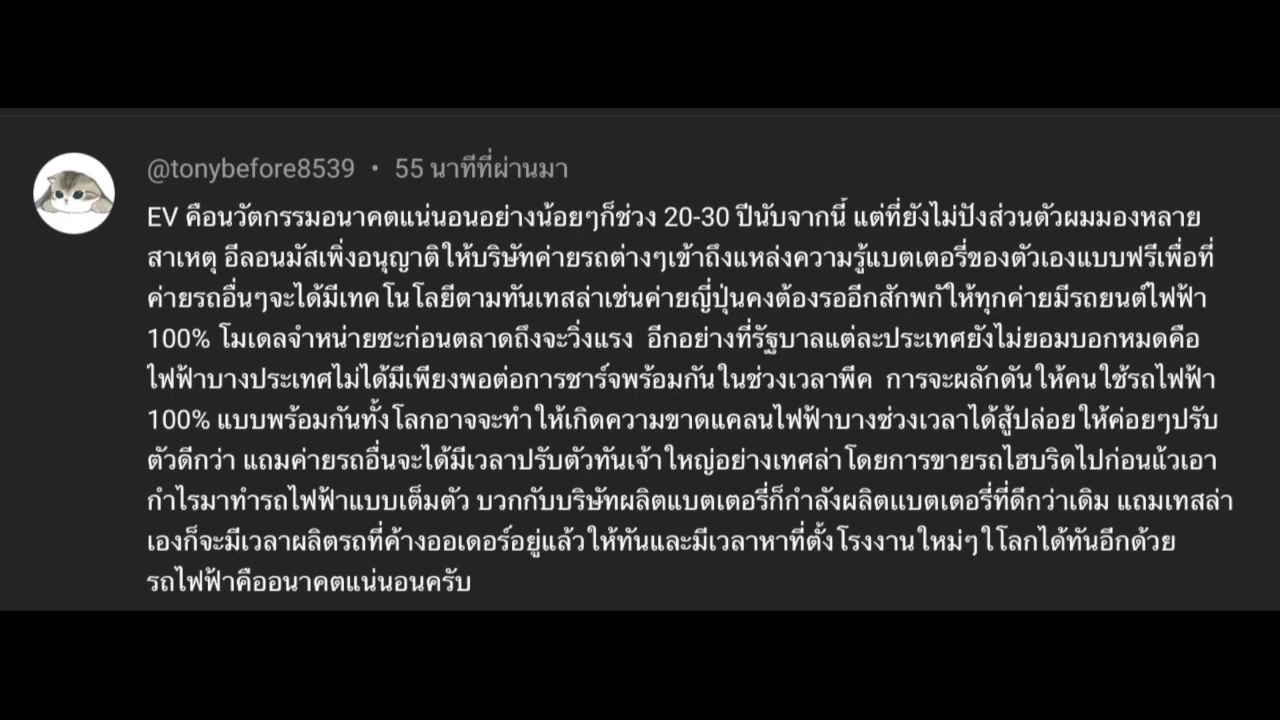 @tonybefore8539 • 55 นาทีที่ผ่านมา
EV คือนวัตกรรมอนาคตแน่นอนอย่างน้อยๆก็ช่วง 20-30 ปีนับจากนี้ แต่ที่ยังไม่ปังส่วนตัวผมมองหลาย
สาเหตุ อีลอนมัสเพิ่งอนุญาติให้บริษัทค่ายรถต่างๆเข้าถึงแหล่งความรู้แบตเตอรี่ของตัวเองแบบฟรีเพื่อที่
ค่ายรถอื่นๆจะได้มีเทคโนโลยีตามทันเทสล่าเช่นค่ายญี่ปุ่นคงต้องรออีกสักพกัให้ทุกค่ายมีรถยนต์ไฟฟ้า
100% โมเดลจำหน่ายซะก่อนตลาดถึงจะวิ่งแรง อีกอย่างที่รัฐบาลแต่ละประเทศยังไม่ยอมบอกหมดคือ
ไฟฟ้าบางประเทศไม่ได้มีเพียงพอต่อการชาร์จพร้อมกันในช่วงเวลาพีค การจะผลักดันให้คนใช้รถไฟฟ้า
100% แบบพร้อมกันทั้งโลกอาจจะทำให้เกิดความขาดแคลนไฟฟ้าบางช่วงเวลาได้สู้ปล่อยให้ค่อยๆปรับ
ตัวดีกว่า แถมค่ายรถอื่นจะได้มีเวลาปรับตัวทันเจ้าใหญ่อย่างเทศล่าโดยการขายรถไฮบริดไปก่อนแ้วเอา
กำไรมาทำรถไฟฟ้าแบบเต็มตัว บวกกับบริษัทผลิตแบตเตอรี่ก็กำลังผลิตแบตเตอรี่ที่ดีกว่าเดิม แถมเทสล่า
เองก็จะมีเวลาผลิตรถที่ค้างออเดอร์อยู่แล้วให้ทันและมีเวลาหาที่ตั้งโรงงานใหม่ๆใโลกได้ทันอีกด้วย
รถไฟฟ้าคืออนาคตแน่นอนครับ